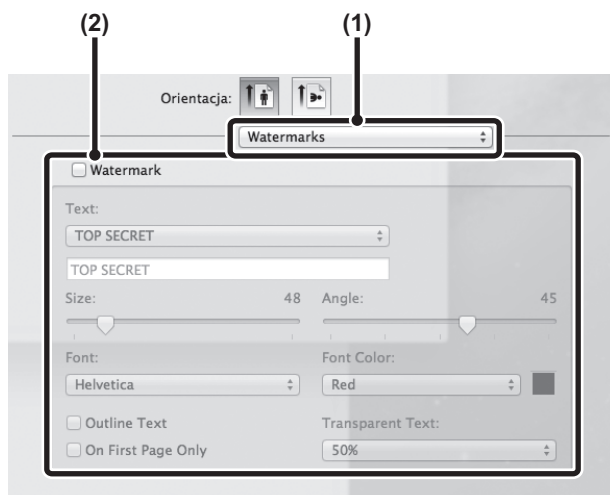 (2) (1)
Orientacja:
Watermarks
Watermark
Text:
TOP SECRET
TOP SECRET
Size: 48 Angle: 45
Font: Font Color:
Helvetica Red
Outline Text Transparent Text:
On First Page Only 50%